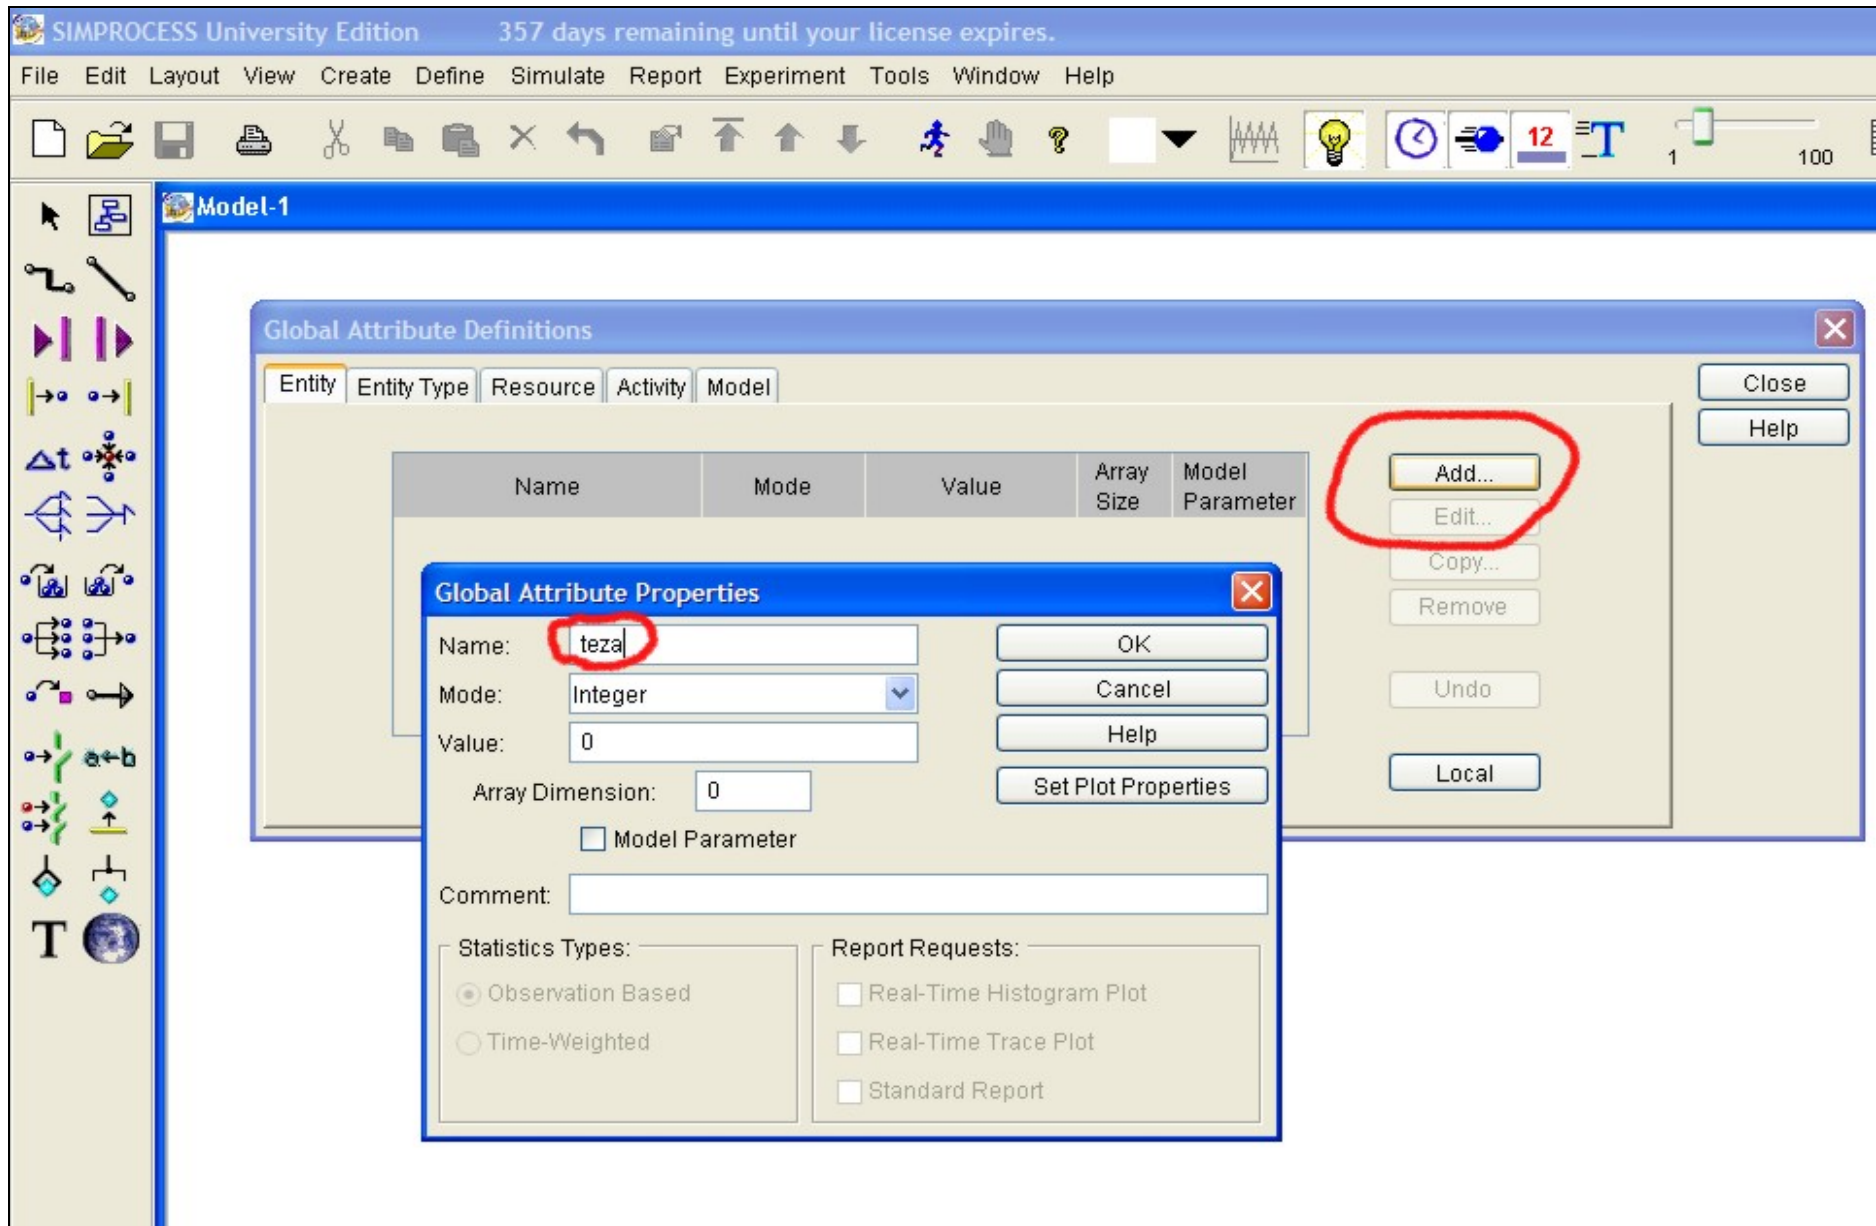 SIMPROCESS University Edition 357 days remaining until your license expires.
File Edit Layout View Create Define Simulate Report Experiment Tools Window Help
12 T 1 100
Model-1
Global Attribute Definitions
Entity Entity Type Resource Activity Model
Close
Help
Name Mode Value Array Size Model Parameter
Add...
Edit...
Copy...
Remove
Undo
Local
Global Attribute Properties
Name: teza
OK
Mode: Integer
Cancel
Value: 0
Help
Array Dimension: 0
Set Plot Properties
Model Parameter
Comment:
Statistics Types:
Observation Based
Time-Weighted
Report Requests:
Real-Time Histogram Plot
Real-Time Trace Plot
Standard Report
Δt
a←b
T